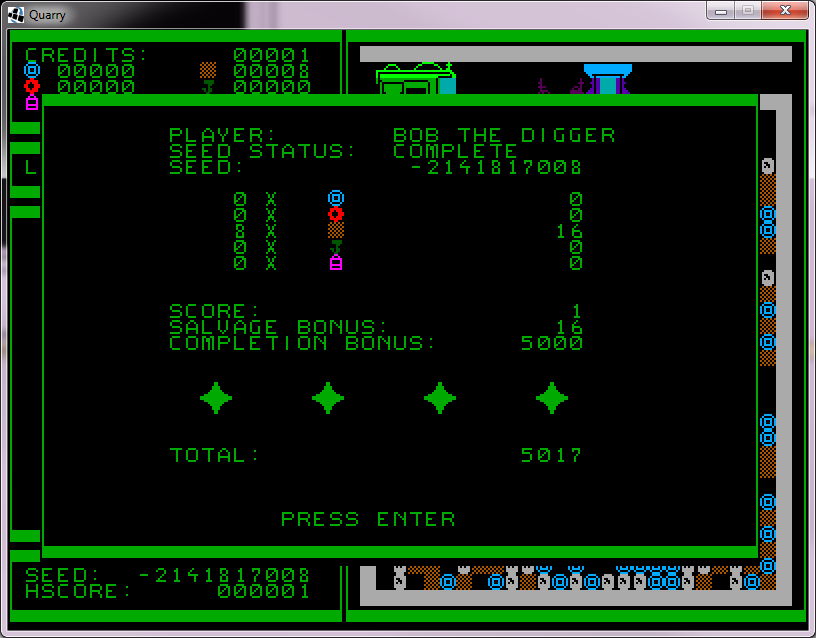 Quarry
CREDITS: 00001
00000 00008
00000 00000
PLAYER: BOB THE DIGGER
SEED STATUS: COMPLETE
SEED: -2141817008
L
0 X 0
0 X 0
8 X 16
0 X 0
0 X 0
SCORE: 1
SALVAGE BONUS: 16
COMPLETION BONUS: 5000
TOTAL: 5017
PRESS ENTER
SEED: -2141817008
HSCORE: 000001